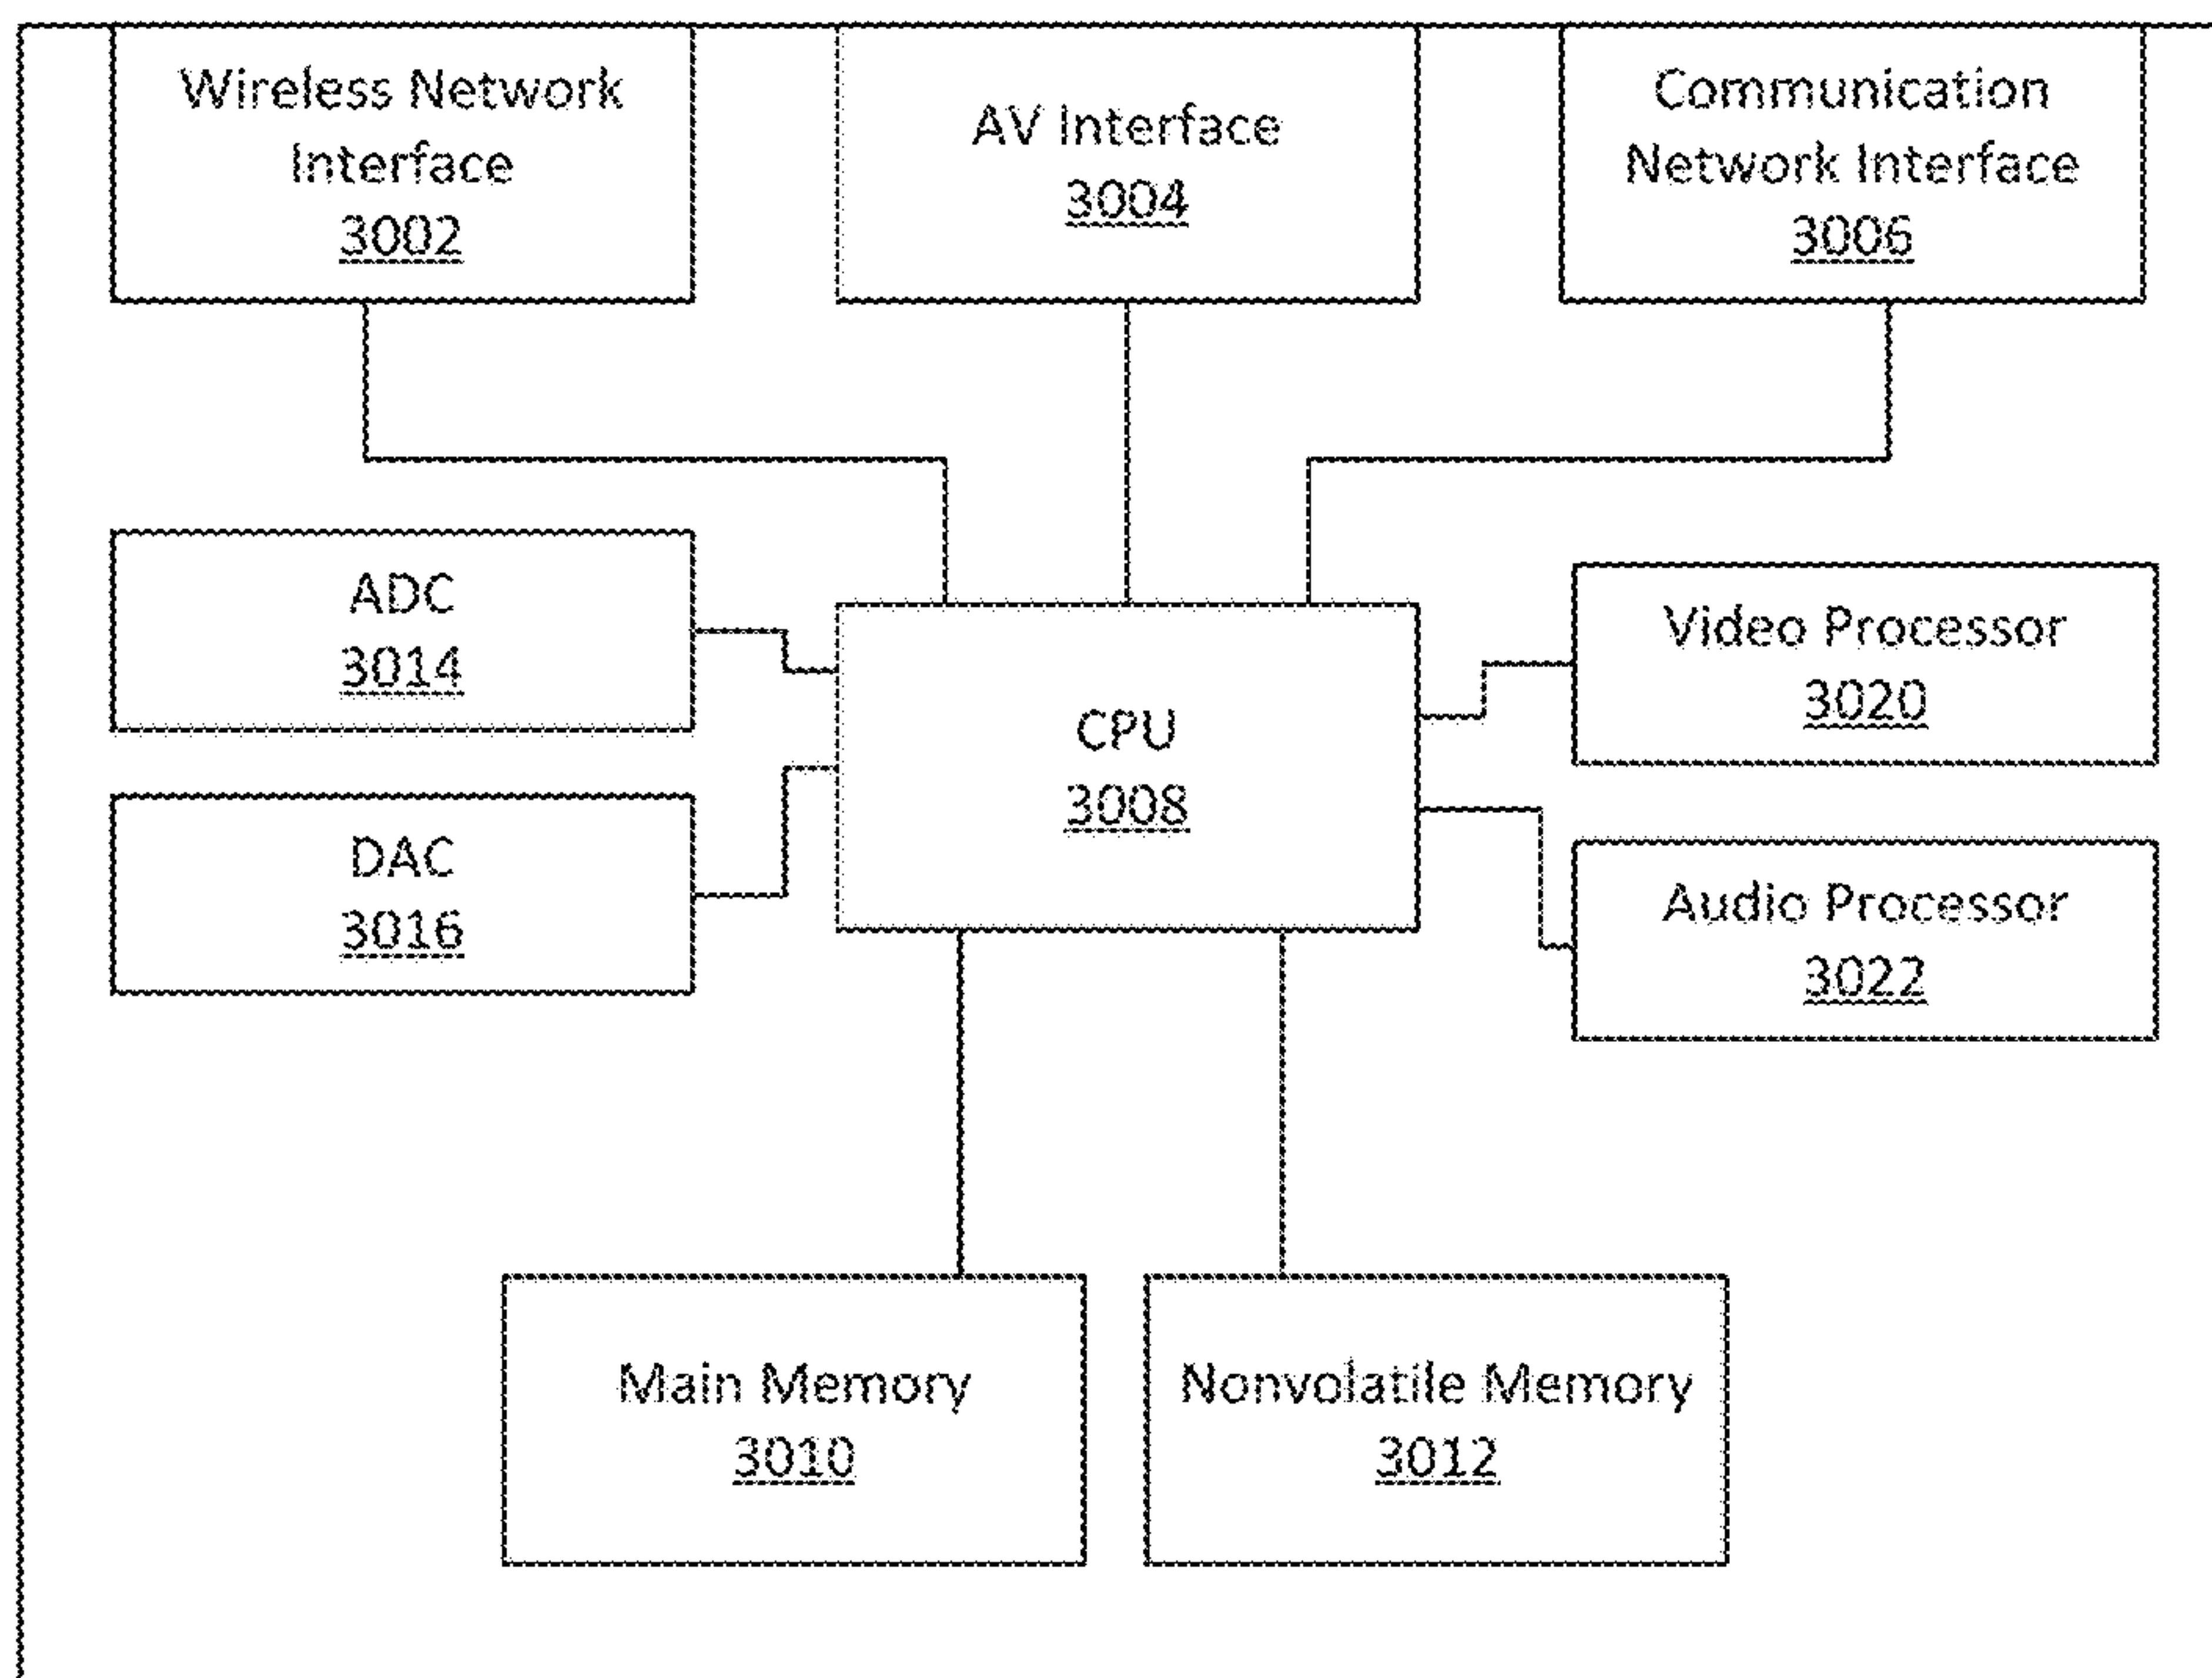 Wireless Network
Interface
3002
AV Interface
3004
Communication
Network Interface
3006
ADC
3014
DAC
3016
CPU
3008
Video Processor
3020
Audio Processor
3022
Main Memory
3010
Nonvolatile Memory
3012